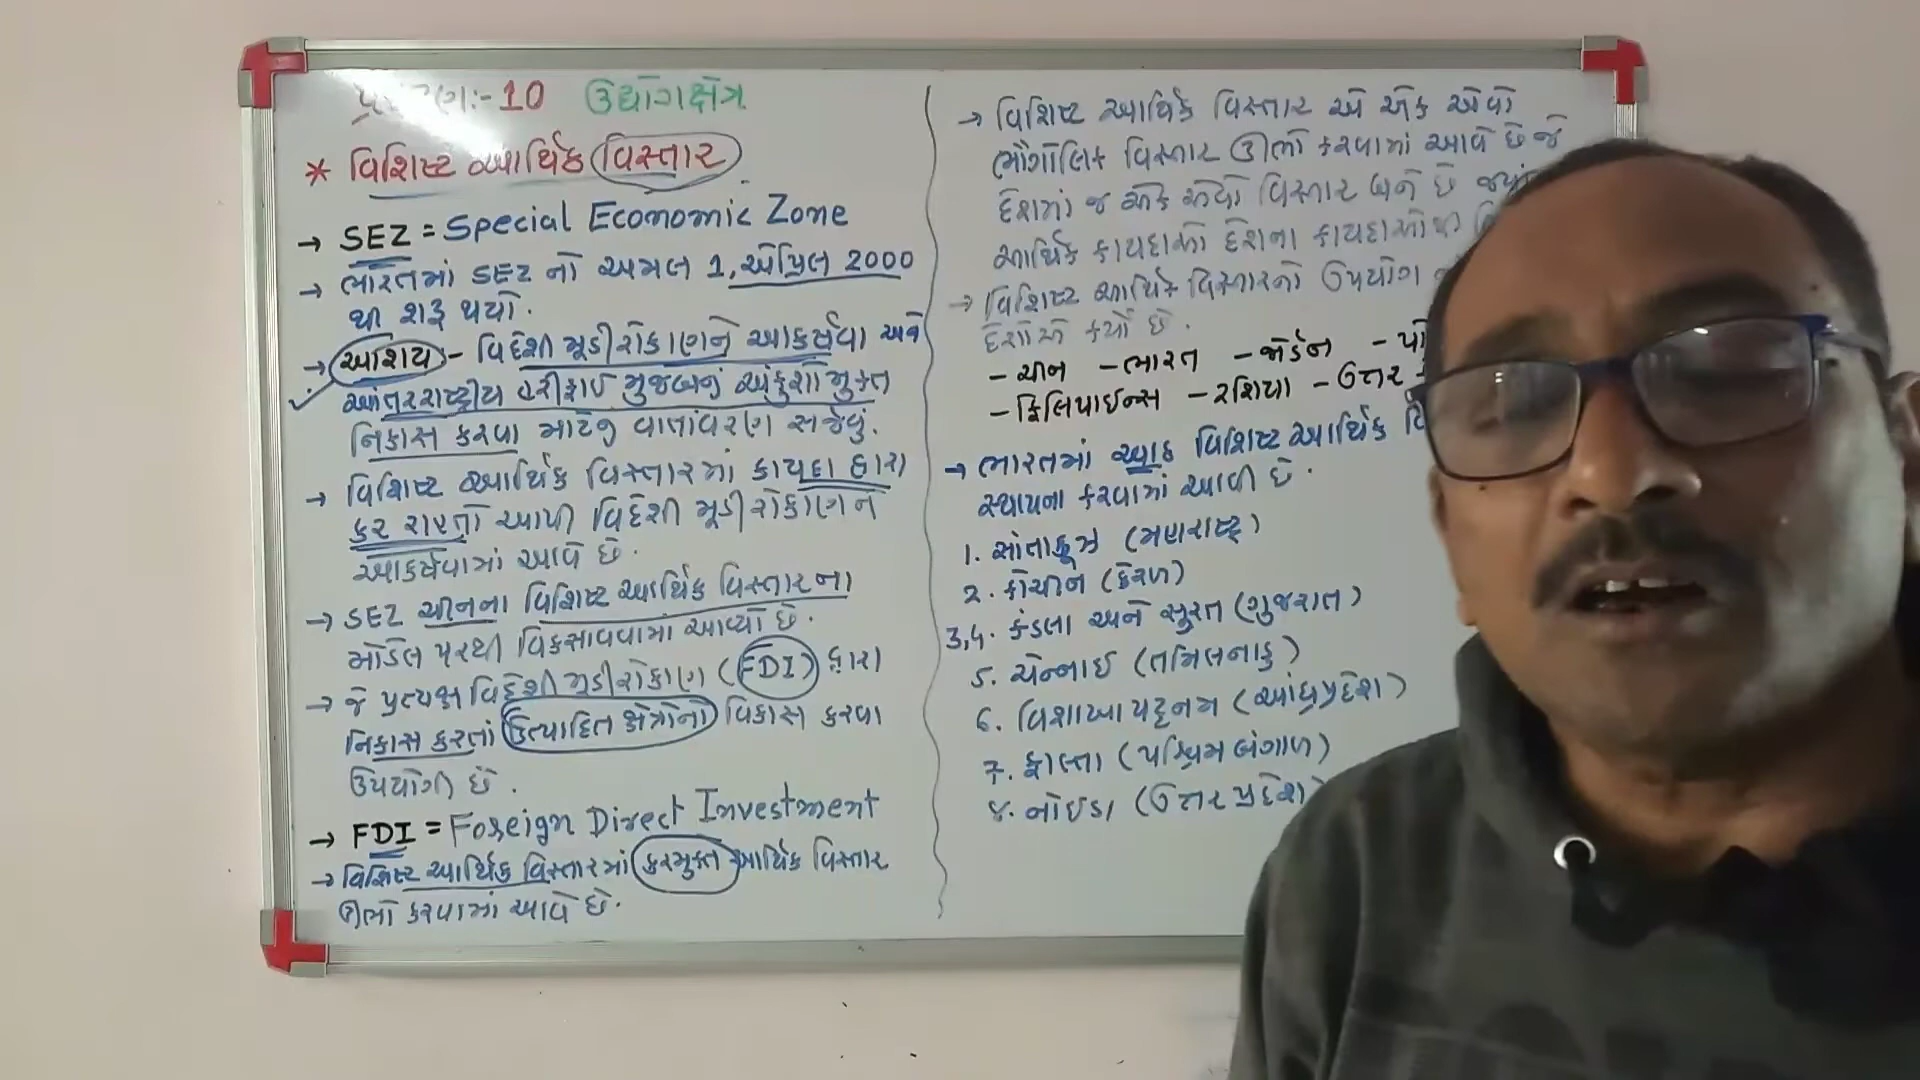 પ્રકરણ:- 10 ઉદ્યોગક્ષેત્ર
* વિશિષ્ટ આર્થિક વિસ્તાર
→ SEZ = Special Economic Zone
→ ભારતમાં SEZ નો અમલ 1, એપ્રિલ 2000
થી શરૂ થયો.
→ આશય - વિદેશી મૂડીરોકાણને આકર્ષવા અને
આંતરરાષ્ટ્રીય હરીફાઈ મુજબનું અંકુશોમુક્ત
નિકાસ કરવા માટેનું વાતાવરણ સર્જવું.
→ વિશિષ્ટ આર્થિક વિસ્તારમાં કાયદા દ્વારા
કર રાહતો આપી વિદેશી મૂડીરોકાણને
આકર્ષવામાં આવે છે.
→ SEZ ચીનના વિશિષ્ટ આર્થિક વિસ્તારના
મોડેલ પરથી વિકસાવવામાં આવ્યો છે.
→ જે પ્રત્યક્ષ વિદેશી મૂડીરોકાણ (FDI) દ્વારા
નિકાસ કરતાં ઉત્પાદિત ક્ષેત્રોનો વિકાસ કરવા
ઉપયોગી છે.
→ FDI = Foreign Direct Investment
→ વિશિષ્ટ આર્થિક વિસ્તારમાં કરમુક્ત આર્થિક વિસ્તાર
ઊભો કરવામાં આવે છે.
→ વિશિષ્ટ આર્થિક વિસ્તાર એ એક એવો
ભૌગોલિક વિસ્તાર ઊભો કરવામાં આવે છે જે
દેશમાં જ એક એવો વિસ્તાર બને છે જ્યાં
આર્થિક કાયદાઓ દેશના કાયદાઓથી
→ વિશિષ્ટ આર્થિક વિસ્તારનો ઉપયોગ
દેશોએ કર્યો છે.
- ચીન - ભારત - જોર્ડન - પો
- ફિલિપાઈન્સ - રશિયા - ઉત્તર
→ ભારતમાં આઠ વિશિષ્ટ આર્થિક વિ
સ્થાપના કરવામાં આવી છે.
1. સાંતાક્રૂઝ (મહારાષ્ટ્ર)
2. કોચીન (કેરળ)
3,4. કંડલા અને સુરત (ગુજરાત)
5. ચેન્નાઈ (તમિલનાડુ)
6. વિશાખાપટ્ટનમ (આંધ્રપ્રદેશ)
7. ફાલ્તા (પશ્ચિમ બંગાળ)
8. નોઈડા (ઉત્તર પ્રદેશ)